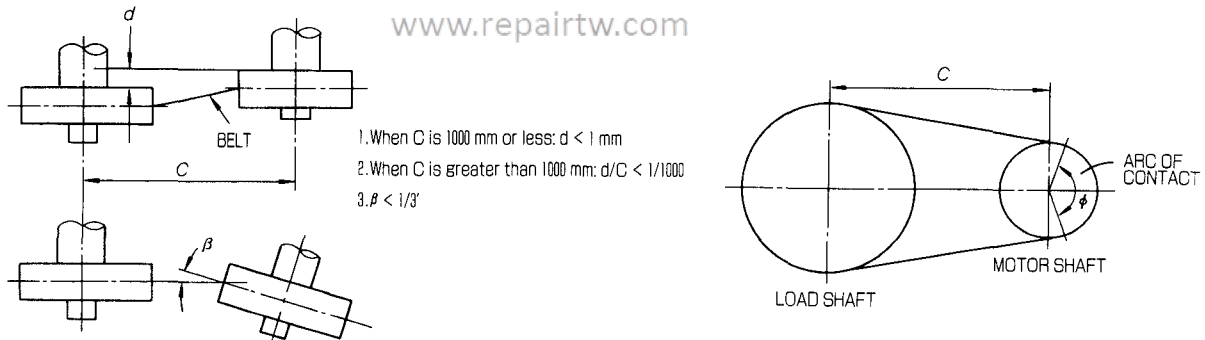 www.repairtw.com
d
BELT
C
1.When C is 1000 mm or less: d < 1 mm
2.When C is greater than 1000 mm: d/C < 1/1000
3.β < 1/3'
β
C
ARC OF
CONTACT
ϕ
MOTOR SHAFT
LOAD SHAFT